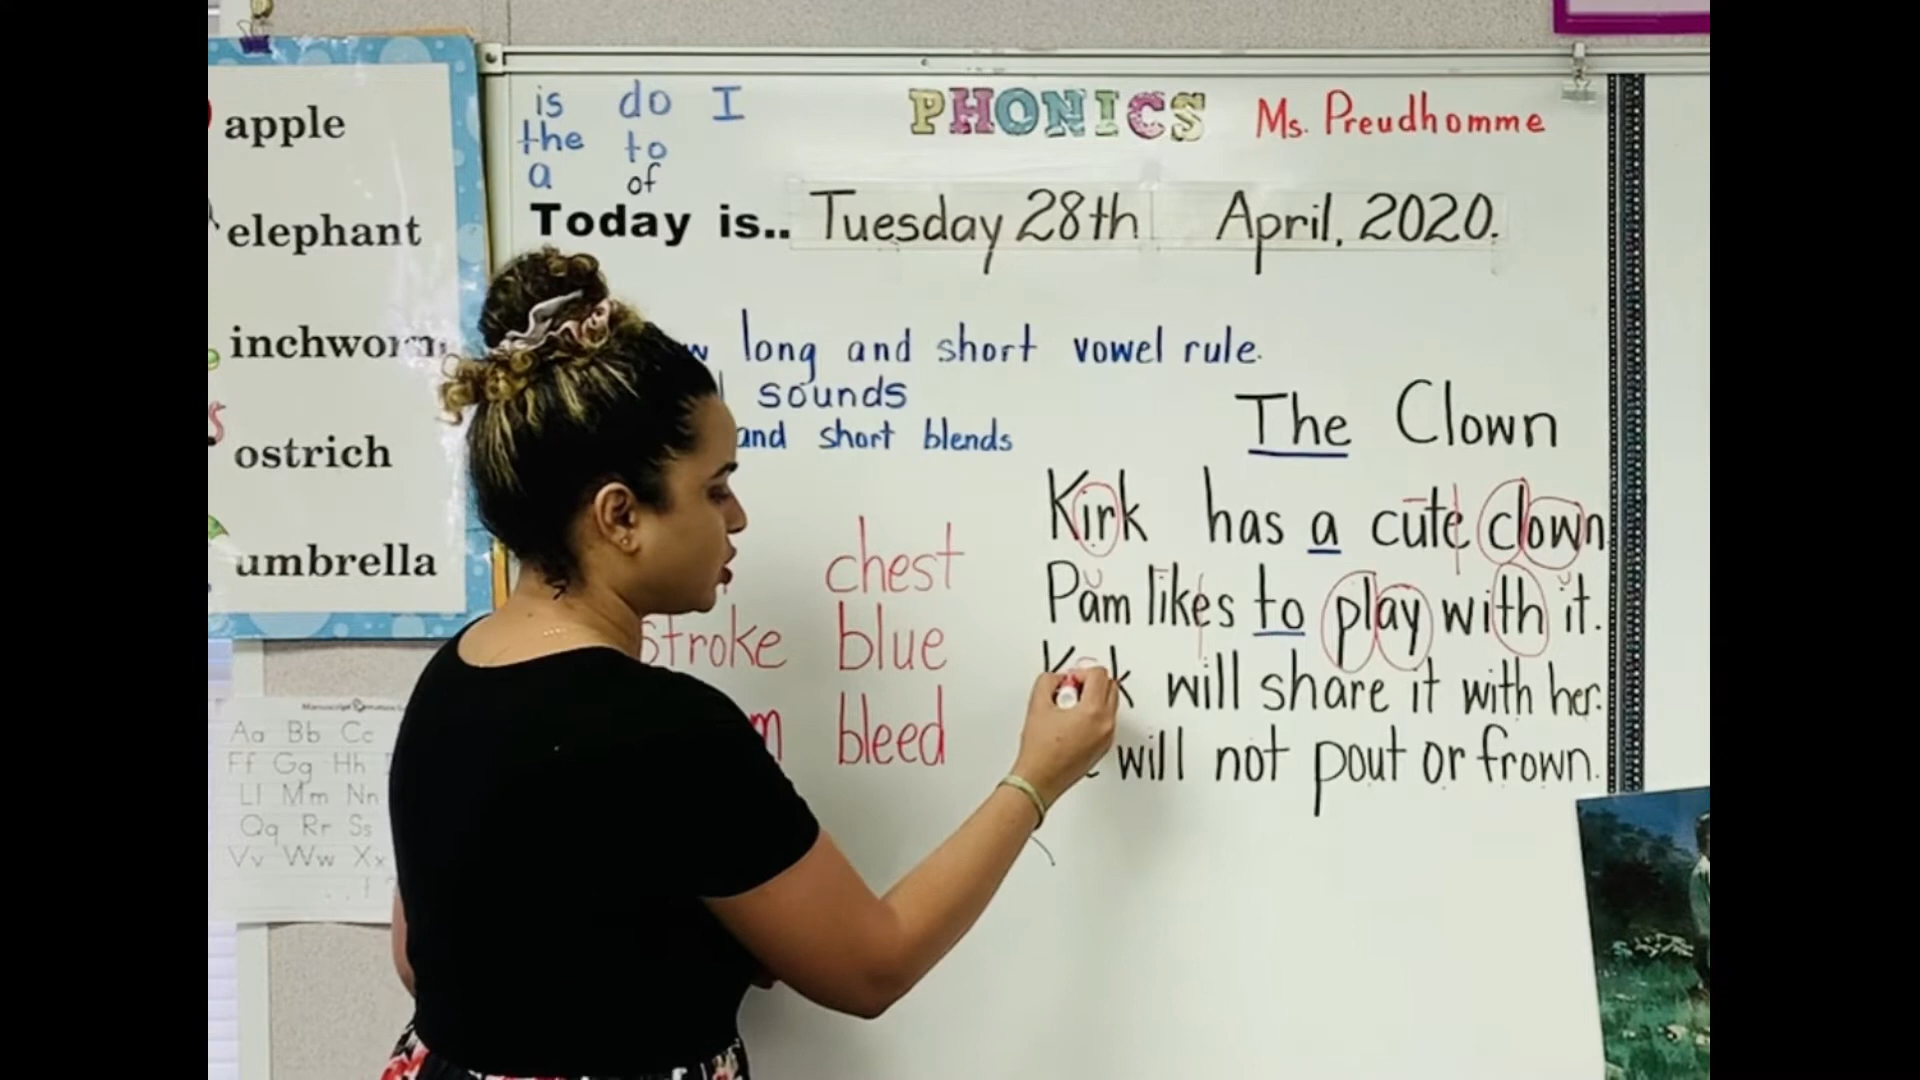 apple
elephant
inchworm
ostrich
umbrella
is do I
the to
a of
PHONICS Ms. Preudhomme
Today is.. Tuesday 28th April, 2020.
long and short vowel rule.
sounds
and short blends
chest
stroke blue
bleed
The Clown
Kirk has a cute clown
Pam likes to play with it.
will share it with her.
will not pout or frown.
Aa Bb Cc
Ff Gg Hh
Ll Mm Nn
Qq Rr Ss
Vv Ww Xx